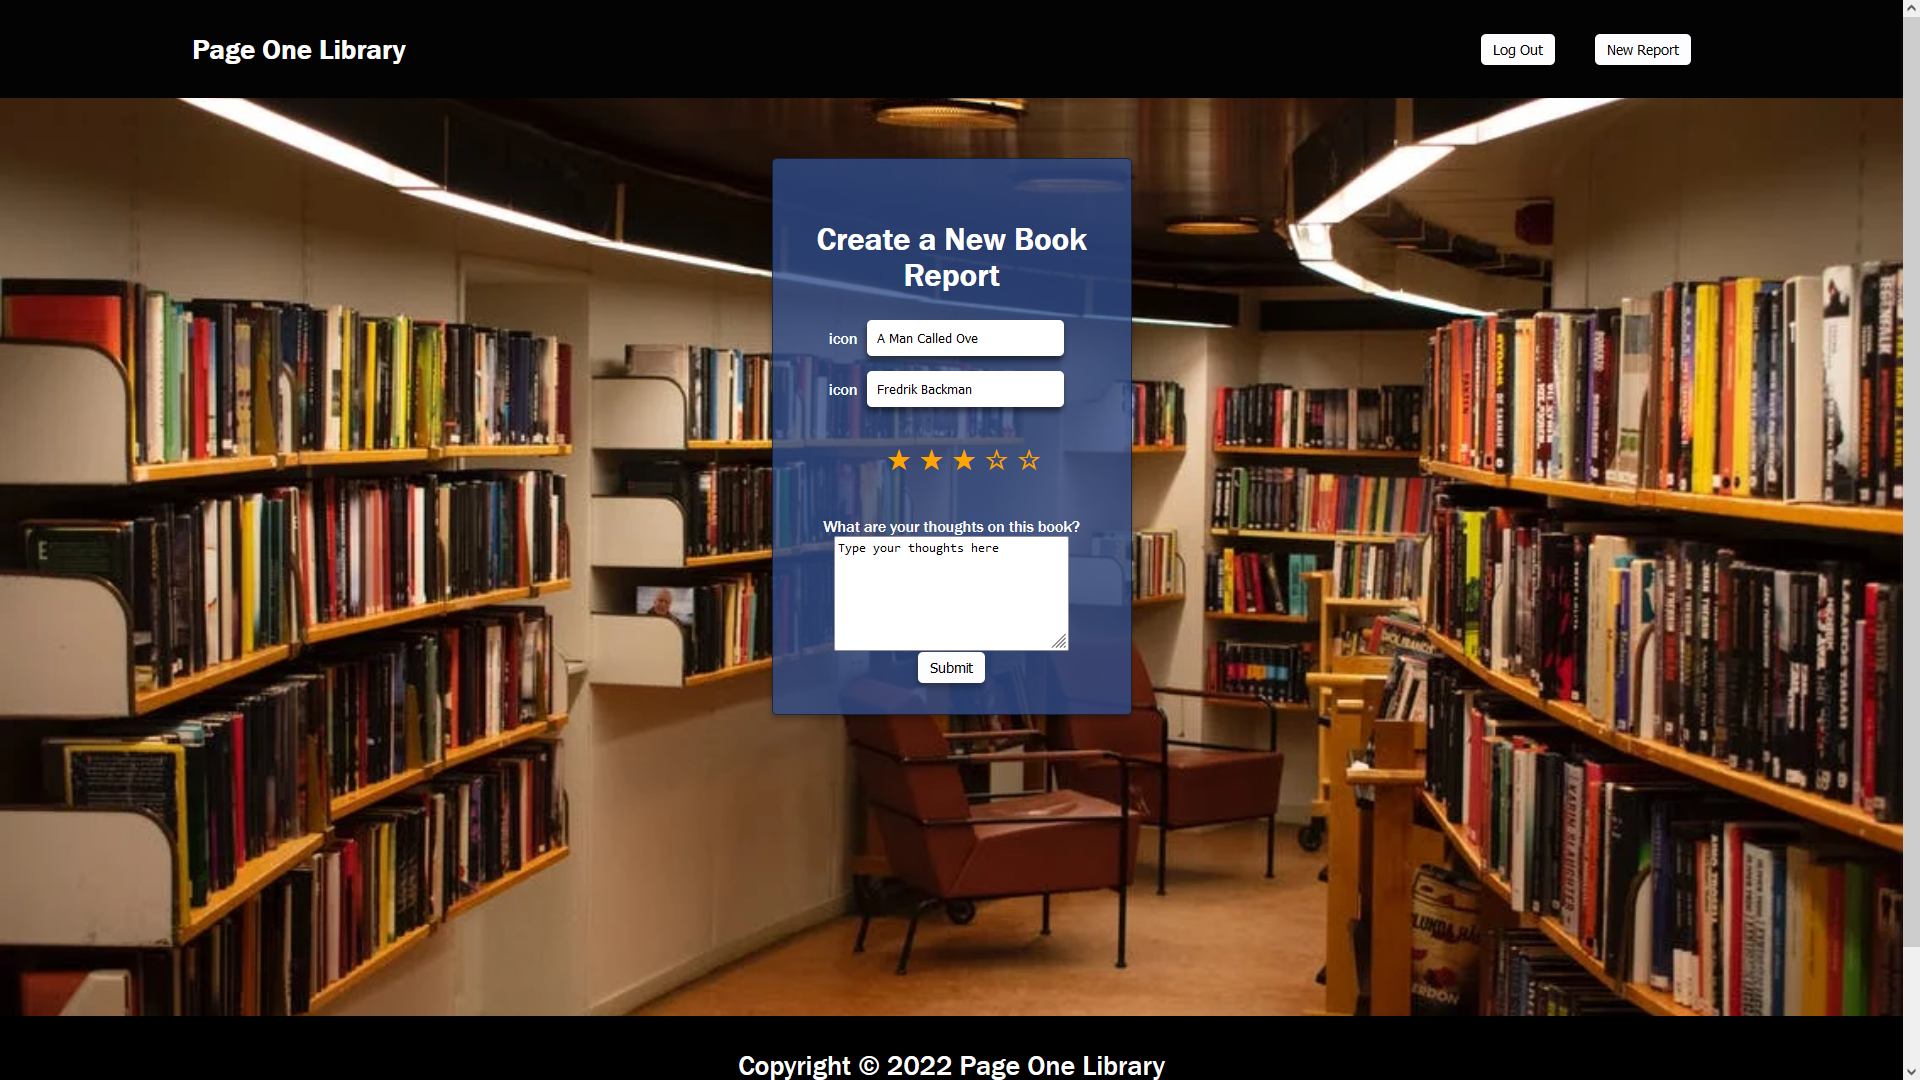 Page One Library
Log Out
New Report
Create a New Book
Report
icon
A Man Called Ove
icon
Fredrik Backman
★ ★ ★ ☆ ☆
What are your thoughts on this book?
Type your thoughts here
Submit
Copyright © 2022 Page One Library